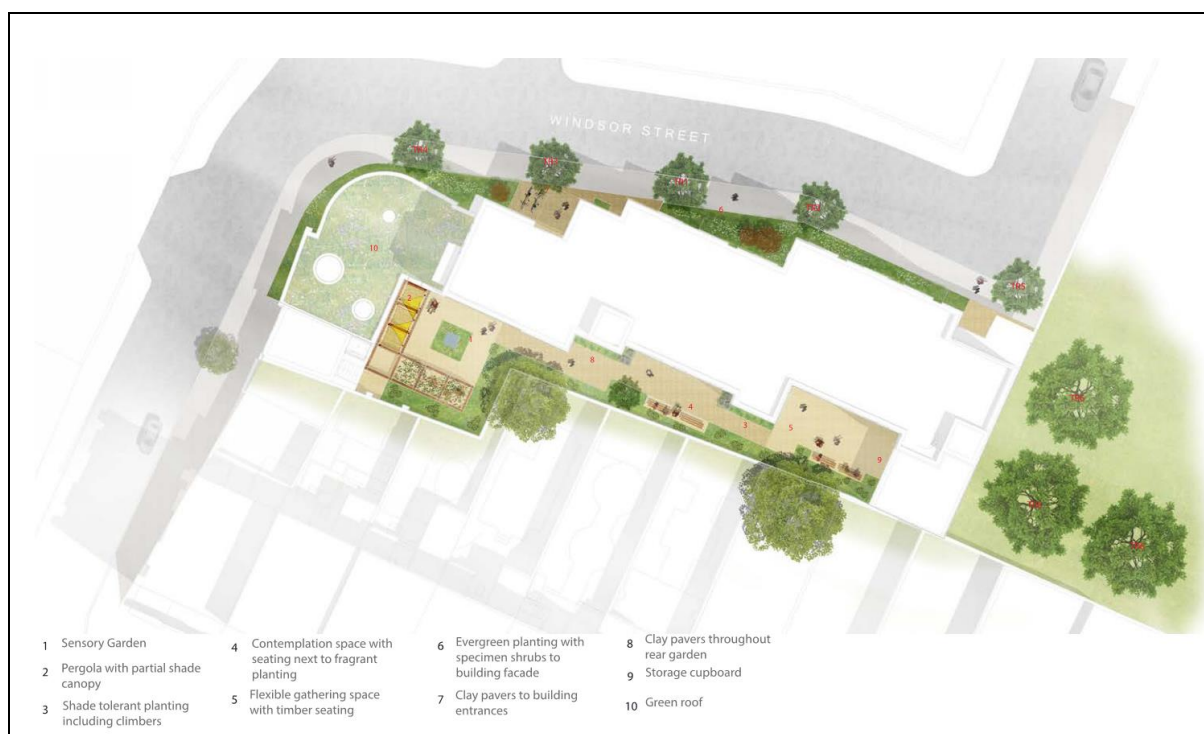 WINDSOR STREET
TR5
10
6
2
8
4
3
5
9
1 Sensory Garden
2 Pergola with partial shade
canopy
3 Shade tolerant planting
including climbers
4 Contemplation space with
seating next to fragrant
planting
5 Flexible gathering space
with timber seating
6 Evergreen planting with
specimen shrubs to
building facade
7 Clay pavers to building
entrances
8 Clay pavers throughout
rear garden
9 Storage cupboard
10 Green roof